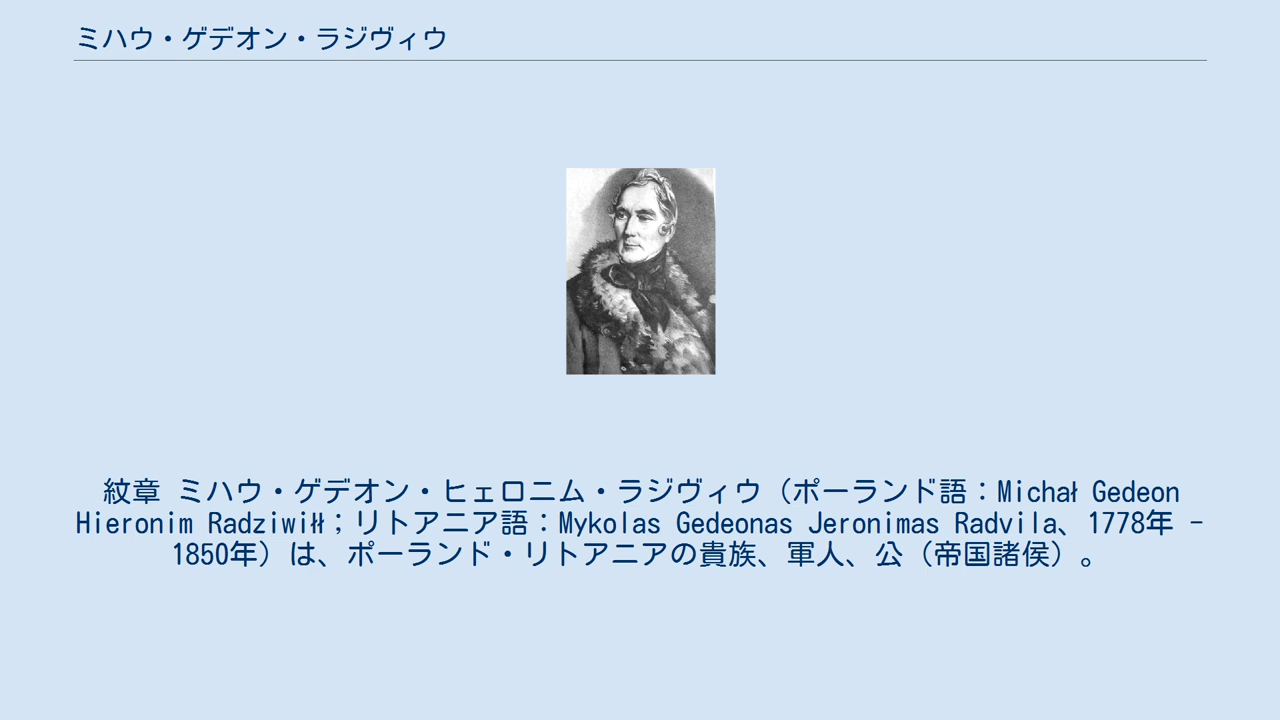 ミハウ・ゲデオン・ラジヴィウ
紋章 ミハウ・ゲデオン・ヒェロニム・ラジヴィウ（ポーランド語：Michał Gedeon
Hieronim Radziwiłł；リトアニア語：Mykolas Gedeonas Jeronimas Radvila、1778年 -
1850年）は、ポーランド・リトアニアの貴族、軍人、公（帝国諸侯）。